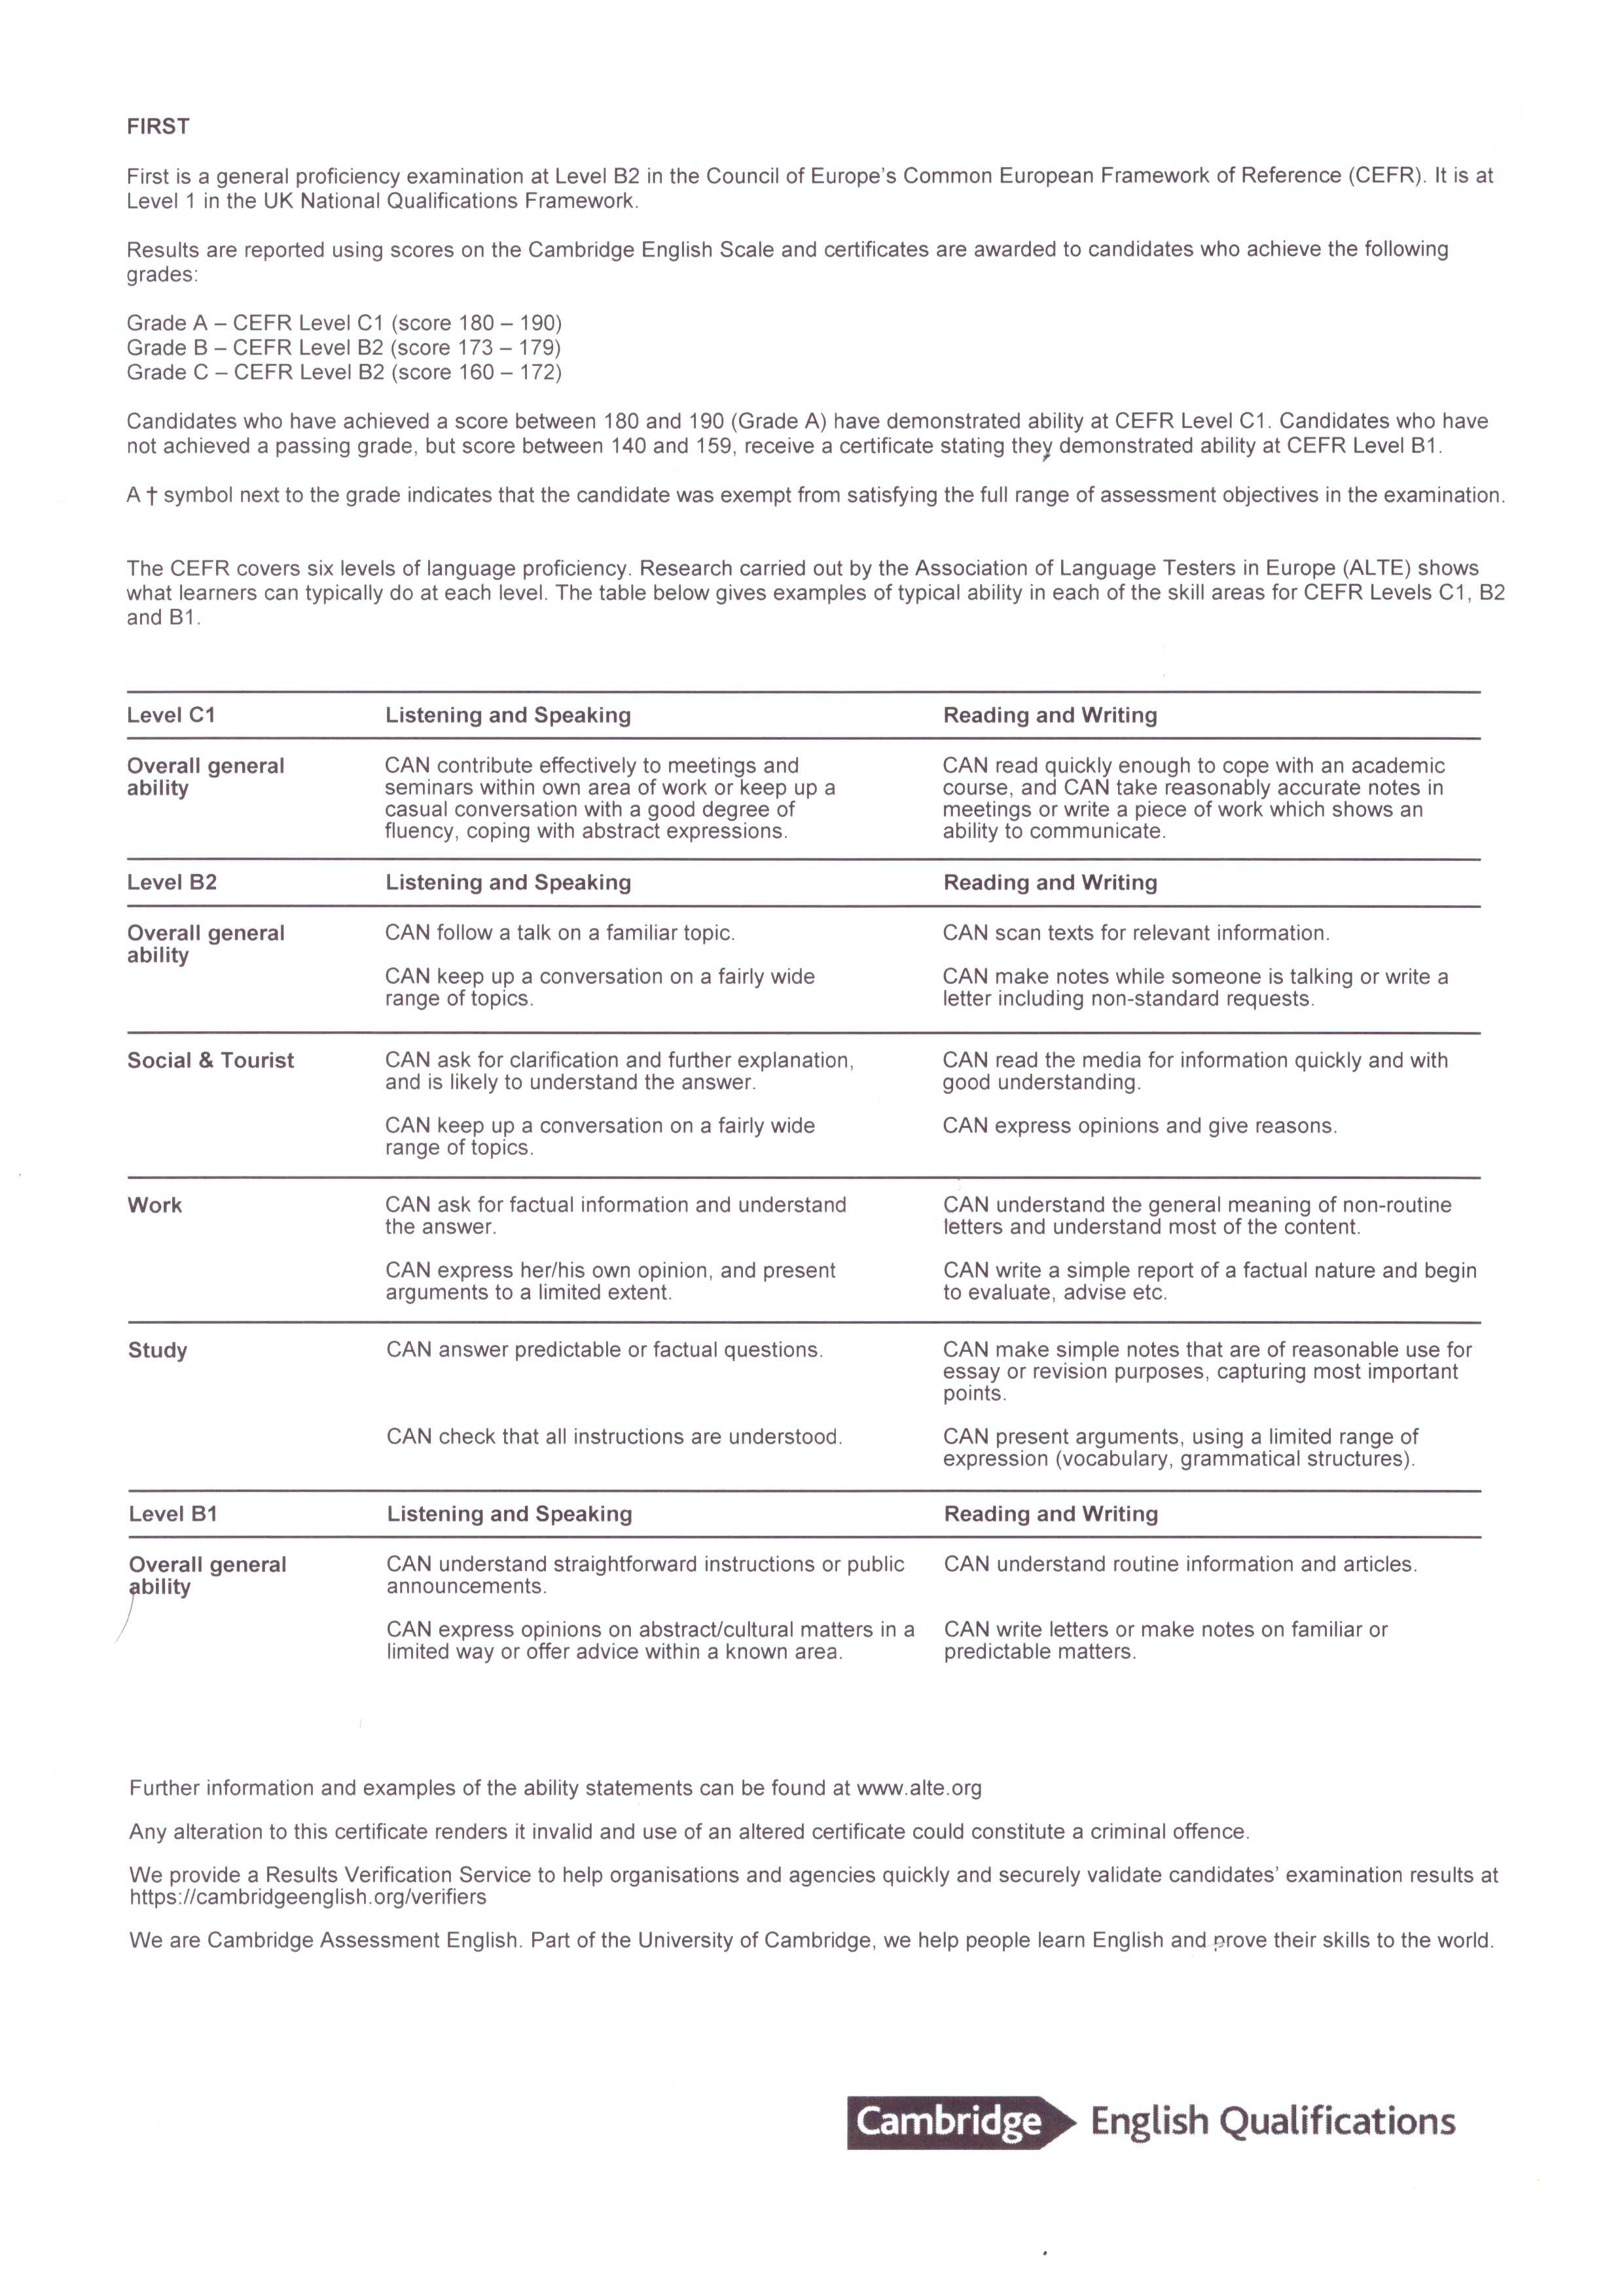 FIRST
First is a general proficiency examination at Level B2 in the Council of Europe's Common European Framework of Reference (CEFR). It is at
Level 1 in the UK National Qualifications Framework.
Results are reported using scores on the Cambridge English Scale and certificates are awarded to candidates who achieve the following
grades:
Grade A – CEFR Level C1 (score 180 – 190)
Grade B – CEFR Level B2 (score 173 – 179)
Grade C – CEFR Level B2 (score 160 – 172)
Candidates who have achieved a score between 180 and 190 (Grade A) have demonstrated ability at CEFR Level C1. Candidates who have
not achieved a passing grade, but score between 140 and 159, receive a certificate stating they demonstrated ability at CEFR Level B1.
A † symbol next to the grade indicates that the candidate was exempt from satisfying the full range of assessment objectives in the examination.
The CEFR covers six levels of language proficiency. Research carried out by the Association of Language Testers in Europe (ALTE) shows
what learners can typically do at each level. The table below gives examples of typical ability in each of the skill areas for CEFR Levels C1, B2
and B1.
Level C1 Listening and Speaking Reading and Writing
Overall general CAN contribute effectively to meetings and CAN read quickly enough to cope with an academic
ability seminars within own area of work or keep up a course, and CAN take reasonably accurate notes in
casual conversation with a good degree of meetings or write a piece of work which shows an
fluency, coping with abstract expressions. ability to communicate.
Level B2 Listening and Speaking Reading and Writing
Overall general CAN follow a talk on a familiar topic. CAN scan texts for relevant information.
ability
CAN keep up a conversation on a fairly wide CAN make notes while someone is talking or write a
range of topics. letter including non-standard requests.
Social & Tourist CAN ask for clarification and further explanation, CAN read the media for information quickly and with
and is likely to understand the answer. good understanding.
CAN keep up a conversation on a fairly wide CAN express opinions and give reasons.
range of topics.
Work CAN ask for factual information and understand CAN understand the general meaning of non-routine
the answer. letters and understand most of the content.
CAN express her/his own opinion, and present CAN write a simple report of a factual nature and begin
arguments to a limited extent. to evaluate, advise etc.
Study CAN answer predictable or factual questions. CAN make simple notes that are of reasonable use for
essay or revision purposes, capturing most important
points.
CAN check that all instructions are understood. CAN present arguments, using a limited range of
expression (vocabulary, grammatical structures).
Level B1 Listening and Speaking Reading and Writing
Overall general CAN understand straightforward instructions or public CAN understand routine information and articles.
ability announcements.
CAN express opinions on abstract/cultural matters in a CAN write letters or make notes on familiar or
limited way or offer advice within a known area. predictable matters.
Further information and examples of the ability statements can be found at www.alte.org
Any alteration to this certificate renders it invalid and use of an altered certificate could constitute a criminal offence.
We provide a Results Verification Service to help organisations and agencies quickly and securely validate candidates' examination results at
https://cambridgeenglish.org/verifiers
We are Cambridge Assessment English. Part of the University of Cambridge, we help people learn English and prove their skills to the world.
Cambridge English Qualifications